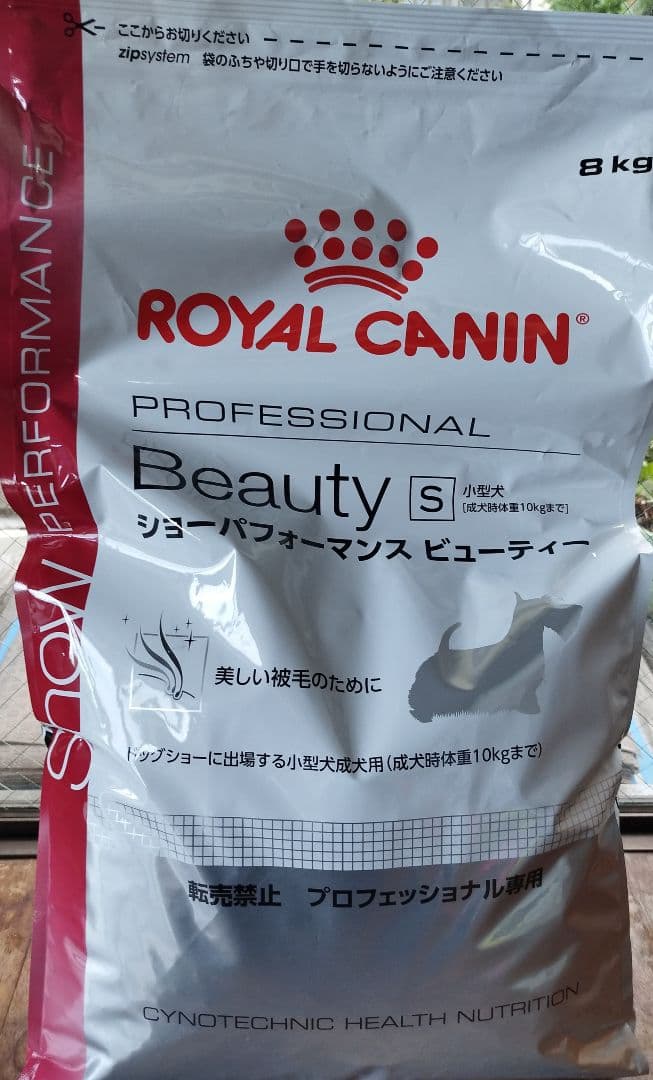 ここからお切りください
zipsystem 袋のふちや切り口で手を切らないようにご注意ください
8 kg
ROYAL CANIN®
PROFESSIONAL
Beauty S 小型犬
[成犬時体重10kgまで]
ショーパフォーマンス ビューティー
美しい被毛のために
ドッグショーに出場する小型犬成犬用(成犬時体重10kgまで)
転売禁止 プロフェッショナル専用
CYNOTECHNIC HEALTH NUTRITION
SHOW PERFORMANCE